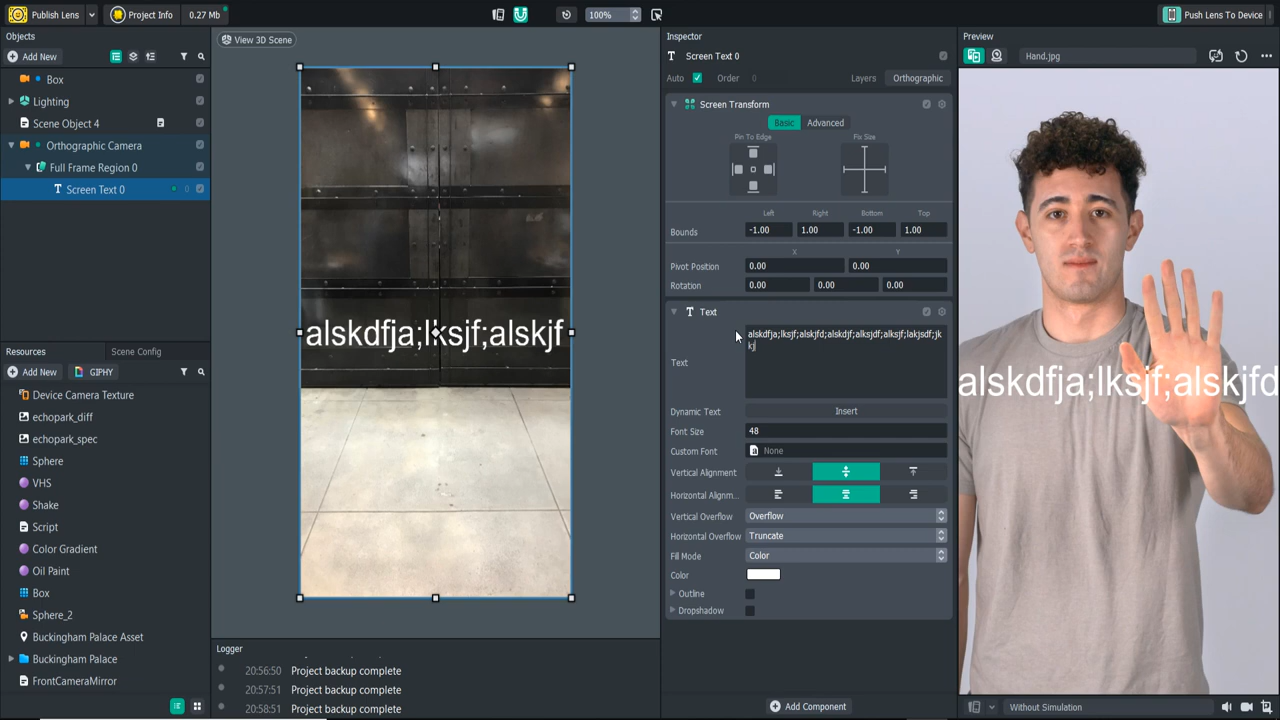 Publish Lens
Project Info
0.27 Mb
100%
Push Lens To Device
Objects
Add New
Box
Lighting
Scene Object 4
Orthographic Camera
Full Frame Region 0
Screen Text 0
Resources
Scene Config
Add New
GIPHY
Device Camera Texture
echopark_diff
echopark_spec
Sphere
VHS
Shake
Script
Color Gradient
Oil Paint
Box
Sphere_2
Buckingham Palace Asset
Buckingham Palace
FrontCameraMirror
View 3D Scene
alskdfja;lksjf;alskjf
Logger
20:56:50 Project backup complete
20:57:51 Project backup complete
20:58:51 Project backup complete
Inspector
Screen Text 0
Auto
Order 0
Layers
Orthographic
Screen Transform
Basic
Advanced
Pin To Edge
Fix Size
Left Right Bottom Top
Bounds -1.00 1.00 -1.00 1.00
X Y
Pivot Position 0.00 0.00
Rotation 0.00 0.00 0.00
Text
Text
alskdfja;lksjf;alskjfd;alskdjf;alksjdf;alksjf;lakjsdf;jk
kj
Dynamic Text Insert
Font Size 48
Custom Font None
Vertical Alignment
Horizontal Alignm...
Vertical Overflow Overflow
Horizontal Overflow Truncate
Fill Mode Color
Color
Outline
Dropshadow
Add Component
Preview
Hand.jpg
alskdfja;lksjf;alskjfd
Without Simulation